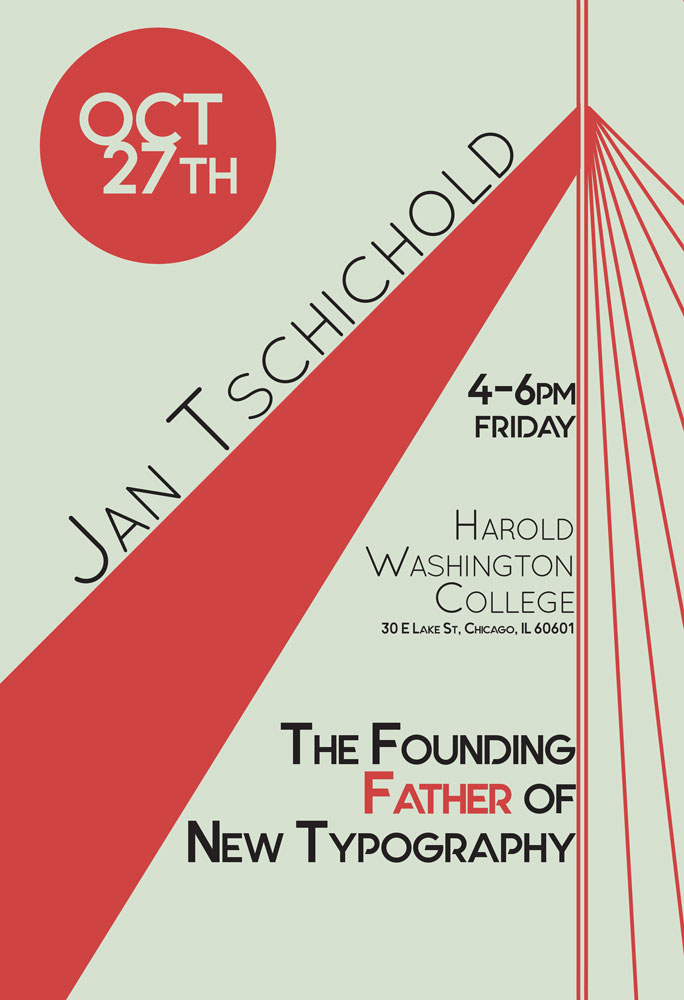 OCT
27TH
JAN TSCHICHOLD
4-6PM
FRIDAY
HAROLD
WASHINGTON
COLLEGE
30 E LAKE ST, CHICAGO, IL 60601
THE FOUNDING
FATHER OF
NEW TYPOGRAPHY